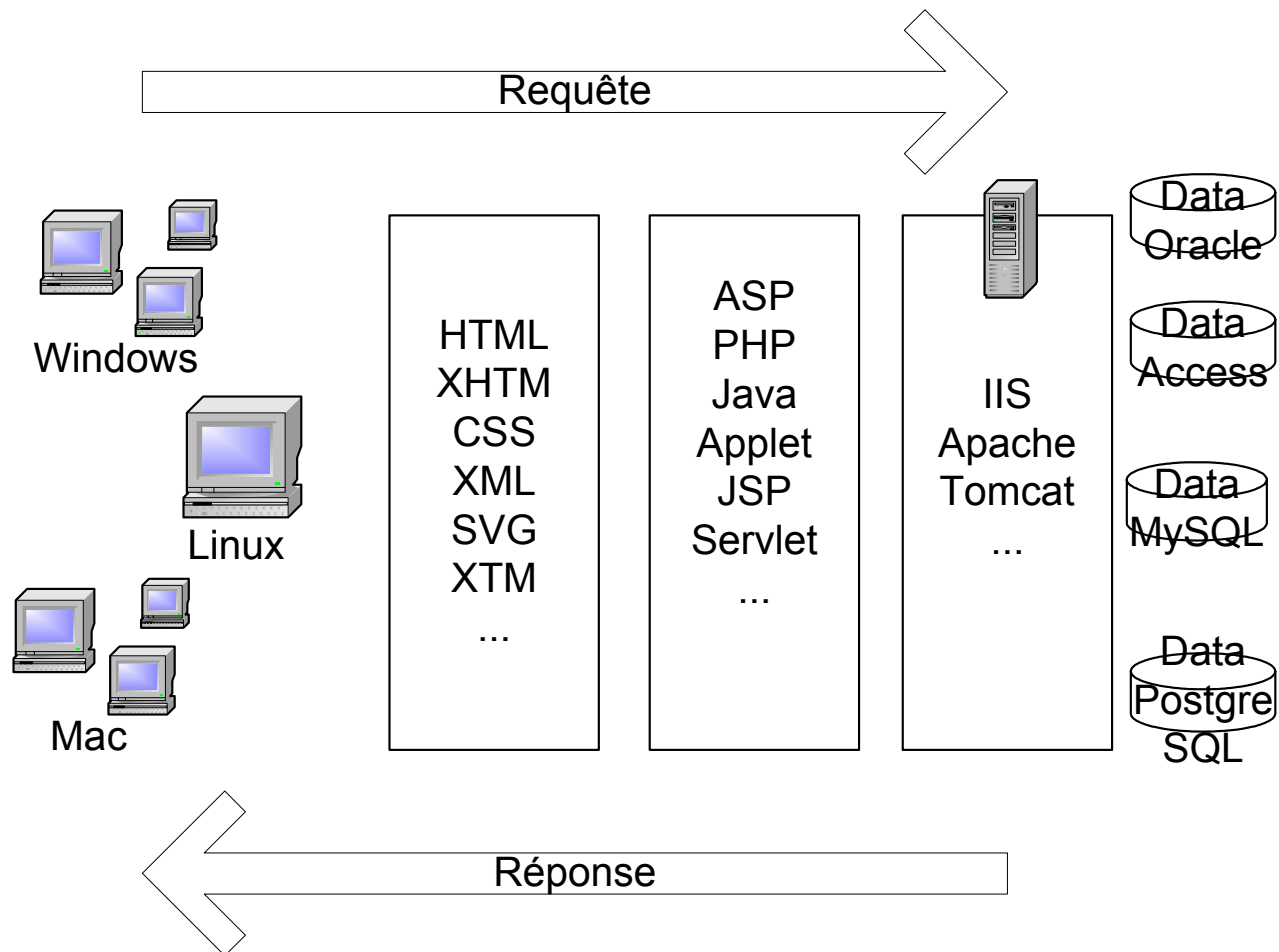 Requête
Windows
Linux
Mac
HTML
XHTM
CSS
XML
SVG
XTM
...
ASP
PHP
Java
Applet
JSP
Servlet
...
IIS
Apache
Tomcat
...
Data
Oracle
Data
Access
Data
MySQL
Data
Postgre
SQL
Réponse